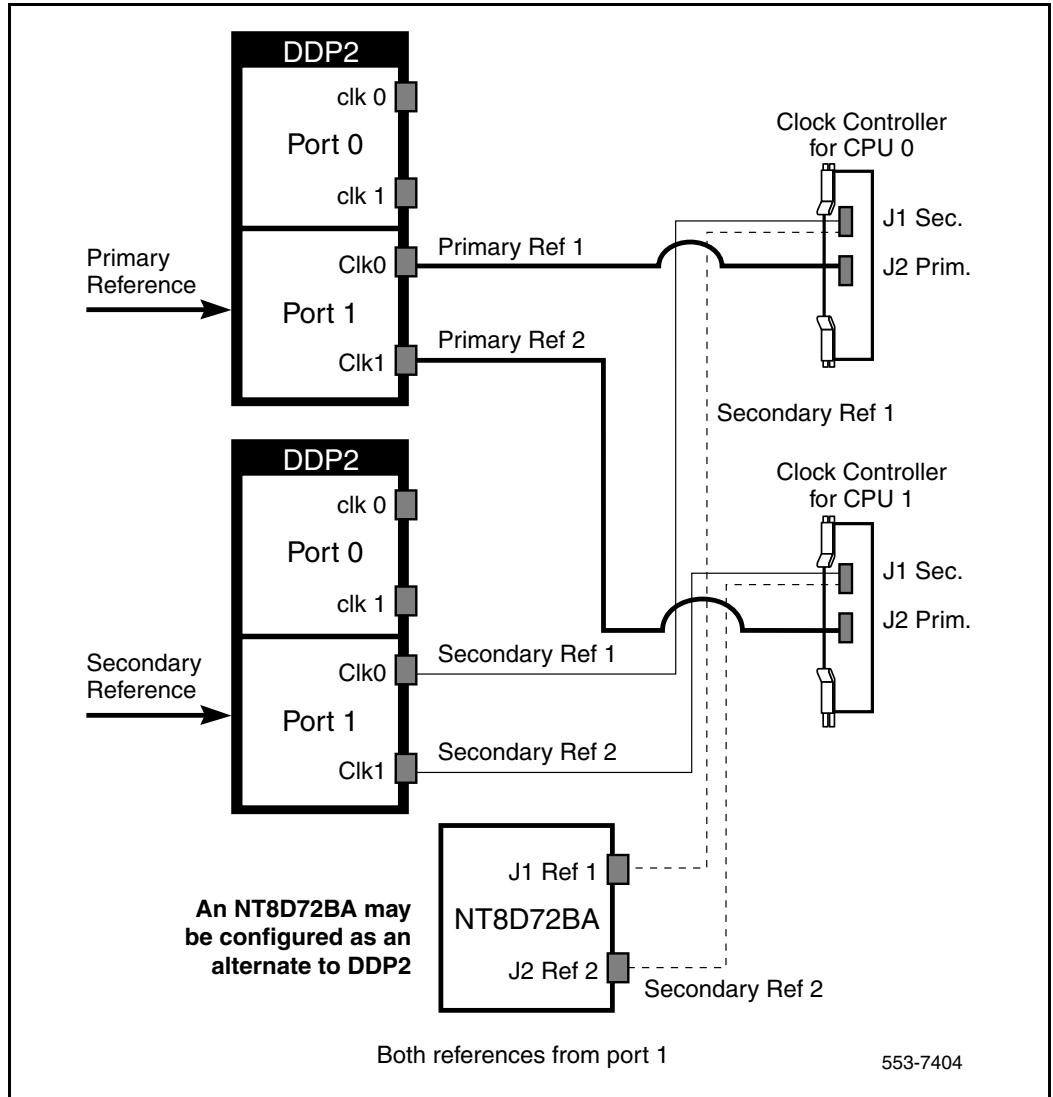 DDP2
clk 0
Port 0
clk 1
Primary
Reference
Clk0
Port 1
Clk1
Primary Ref 1
Primary Ref 2
Clock Controller
for CPU 0
J1 Sec.
J2 Prim.
Secondary Ref 1
DDP2
clk 0
Port 0
clk 1
Secondary
Reference
Clk0
Port 1
Clk1
Secondary Ref 1
Secondary Ref 2
Clock Controller
for CPU 1
J1 Sec.
J2 Prim.
An NT8D72BA may
be configured as an
alternate to DDP2
J1 Ref 1
NT8D72BA
J2 Ref 2
Secondary Ref 2
Both references from port 1
553-7404